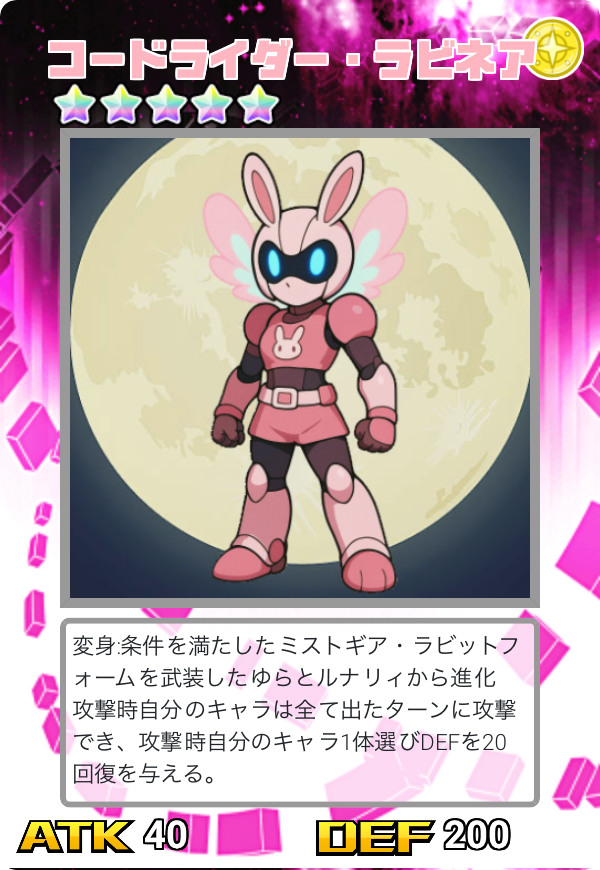 コードライダー・ラビネア
変身:条件を満たしたミストギア・ラビットフ
ォームを武装したゆらとルナリィから進化
攻撃時自分のキャラは全て出たターンに攻撃
でき、攻撃時自分のキャラ1体選びDEFを20
回復を与える。
ATK 40 DEF 200